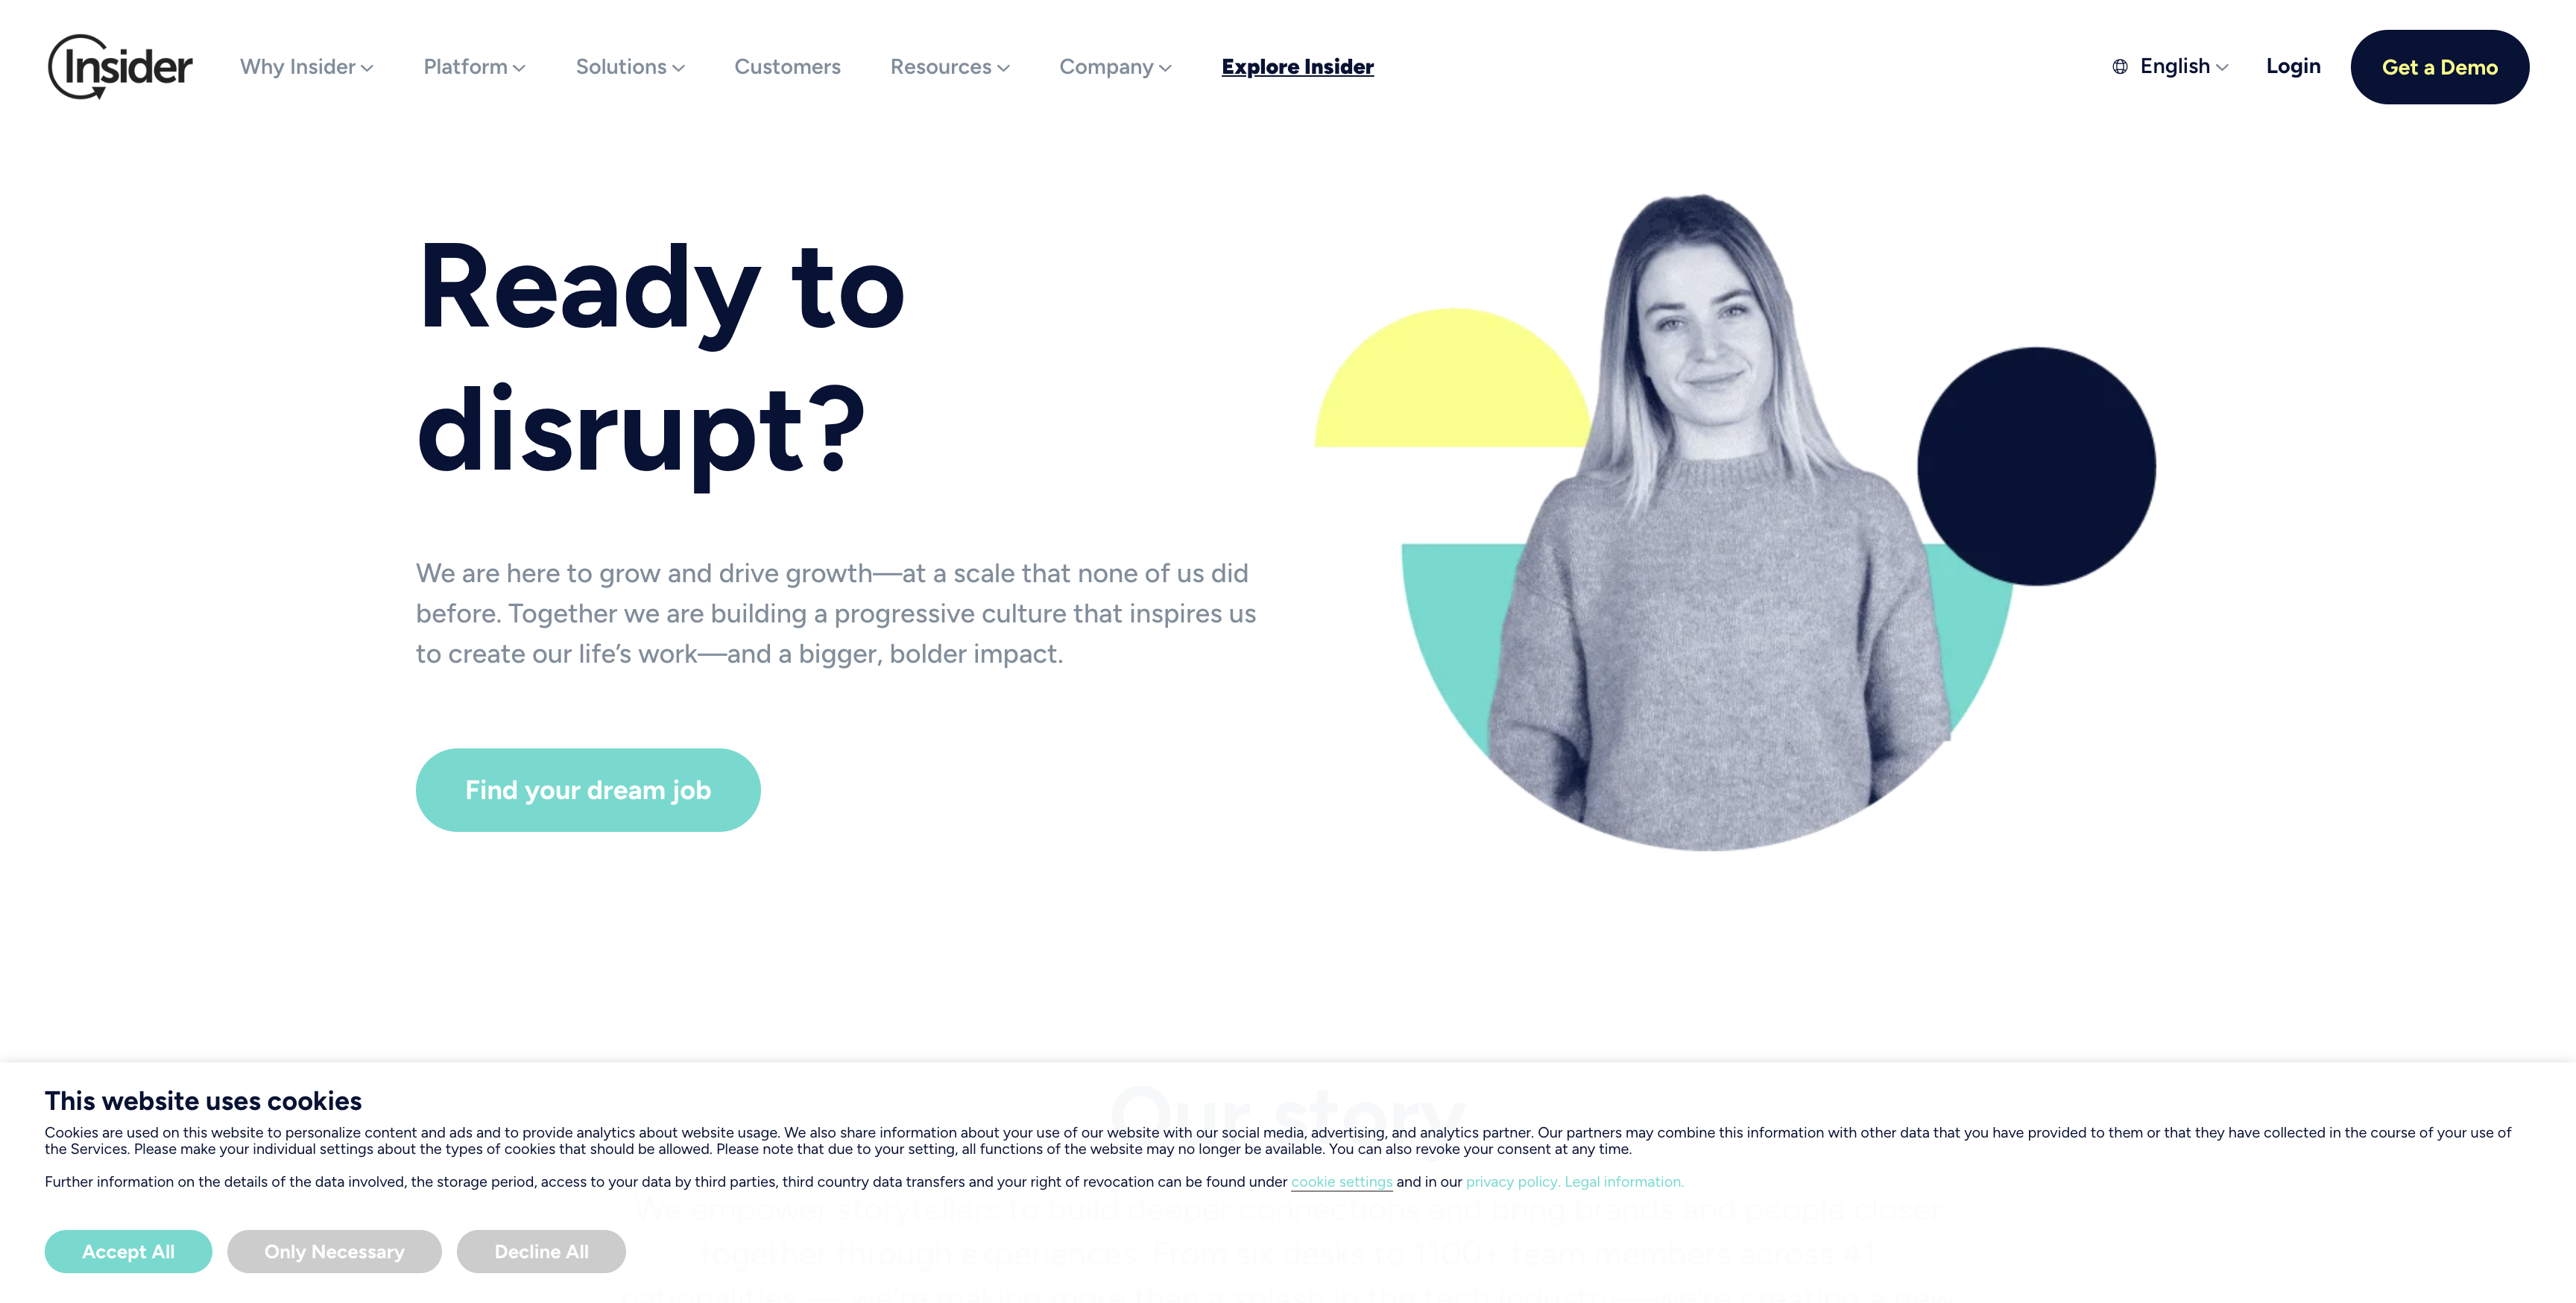 Insider
Why Insider
Platform
Solutions
Customers
Resources
Company
Explore Insider
English
Login
Get a Demo
Ready to
disrupt?
We are here to grow and drive growth—at a scale that none of us did
before. Together we are building a progressive culture that inspires us
to create our life’s work—and a bigger, bolder impact.
Find your dream job
Our story
This website uses cookies
Cookies are used on this website to personalize content and ads and to provide analytics about website usage. We also share information about your use of our website with our social media, advertising, and analytics partner. Our partners may combine this information with other data that you have provided to them or that they have collected in the course of your use of
the Services. Please make your individual settings about the types of cookies that should be allowed. Please note that due to your setting, all functions of the website may no longer be available. You can also revoke your consent at any time.
Further information on the details of the data involved, the storage period, access to your data by third parties, third country data transfers and your right of revocation can be found under cookie settings and in our privacy policy. Legal information.
We empower storytellers to build deeper connections and bring brands and people closer
together through experiences. From six desks to 1100+ team members across 41
Accept All
Only Necessary
Decline All